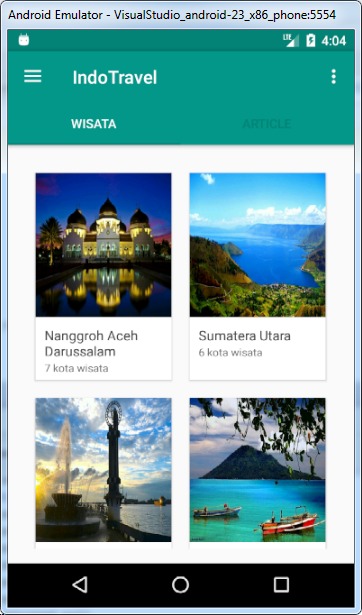 Android Emulator - VisualStudio_android-23_x86_phone:5554
LTE 4:04
IndoTravel
WISATA ARTICLE
Nanggroh Aceh
Darussalam
7 kota wisata
Sumatera Utara
6 kota wisata